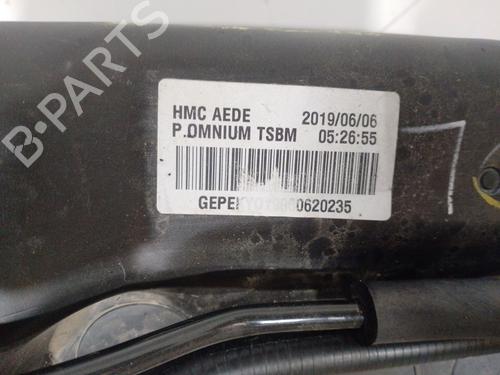 B-PARTS
HMC AEDE 2019/06/06
P.OMNIUM TSBM 05:26:55